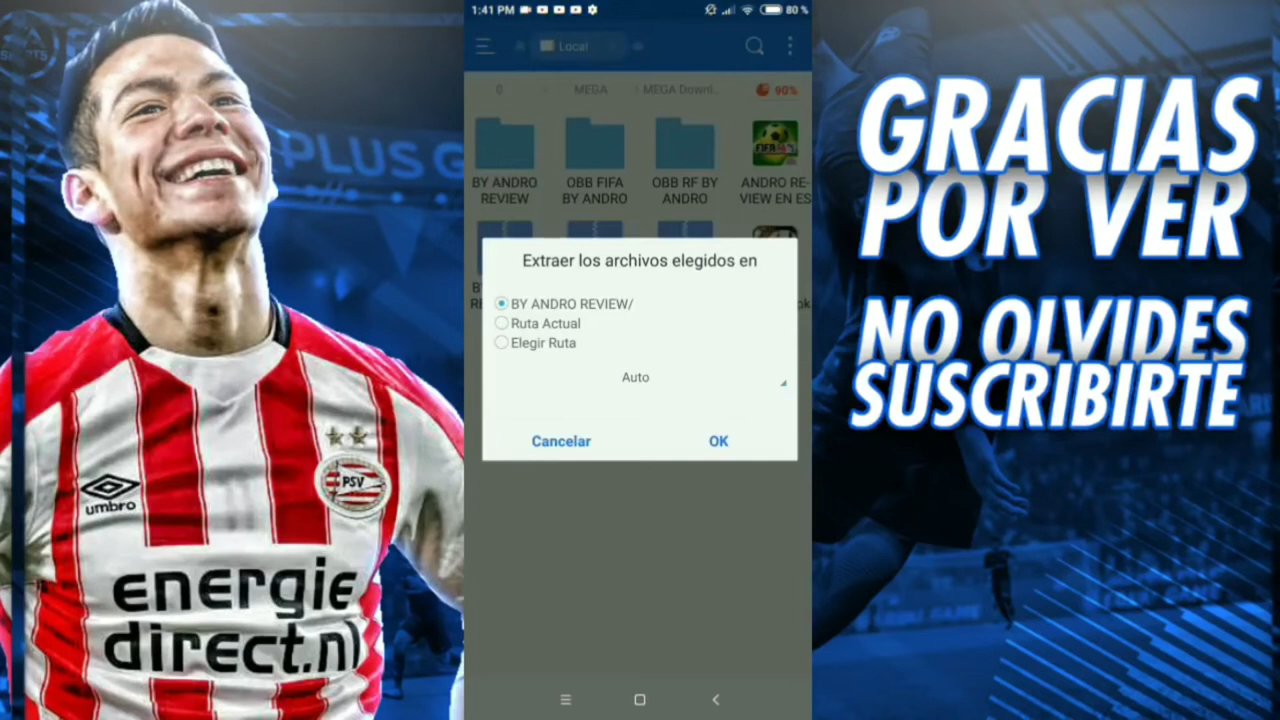 1:41 PM
80 %
Local
0
MEGA
MEGA Downl..
90%
BY ANDRO
REVIEW
OBB FIFA
BY ANDRO
OBB RF BY
ANDRO
FIFA 14
ANDRO RE-
VIEW EN ES
Extraer los archivos elegidos en
BY ANDRO REVIEW/
Ruta Actual
Elegir Ruta
Auto
Cancelar
OK
PLUS G
PSV
umbro
energie
direct.nl
GRACIAS
POR VER
NO OLVIDES
SUSCRIBIRTE